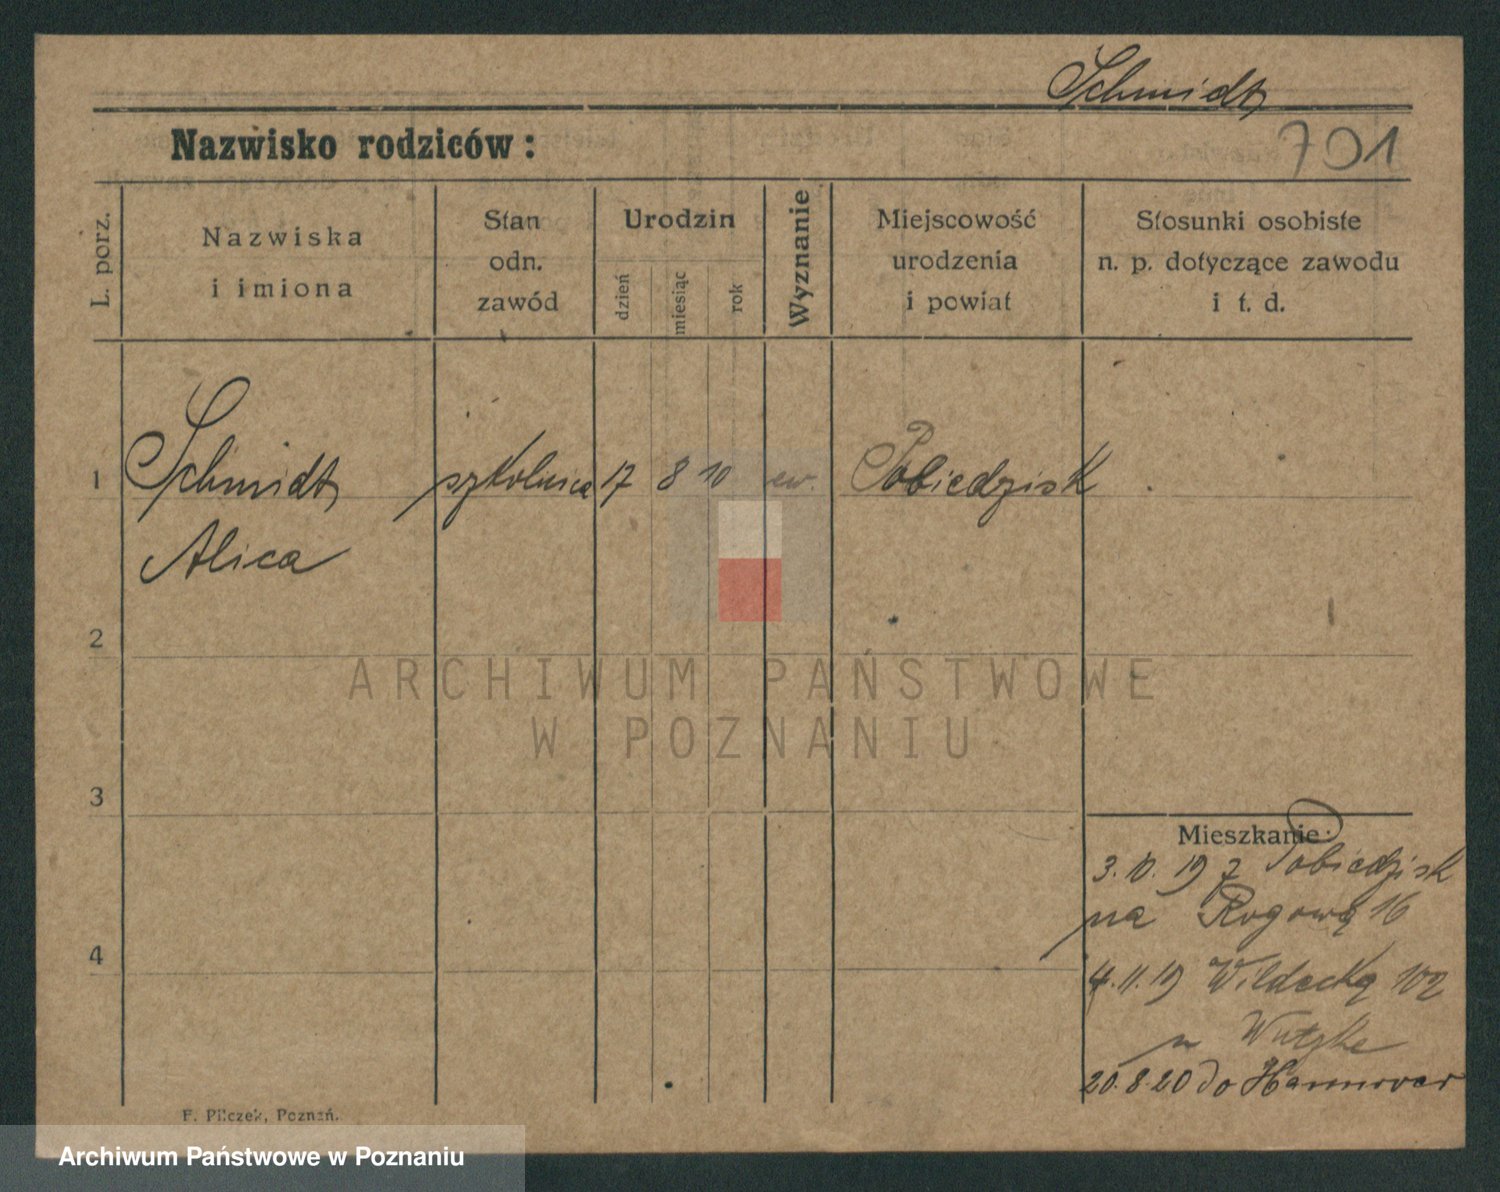 Schmidt
Nazwisko rodziców:
701
L. porz.
Nazwiska
i imiona
Stan
odn.
zawód
Urodzin
dzień
miesiąc
rok
Wyznanie
Miejscowość
urodzenia
i powiat
Stosunki osobiste
n. p. dotyczące zawodu
i t. d.
1
Schmidt szkolnica 17 8 10 ew. Pobiedzisk
Alica
2
ARCHIWUM PAŃSTWOWE
W POZNANIU
3
Mieszkanie:
3.10.19 z Pobiedzisk
na Rogową 16
4
4.11.19 Wildecką 102
u Wutzke
20.8.20 do Hannover
F. Pilczek, Poznań.
Archiwum Państwowe w Poznaniu